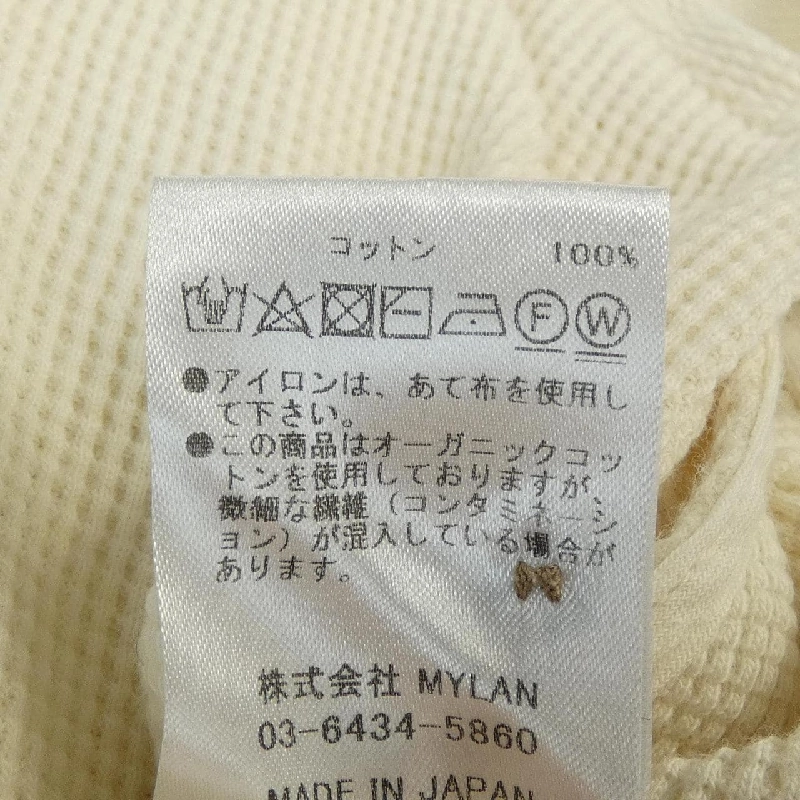 コットン 100%
F W
●アイロンは、あて布を使用し
て下さい。
●この商品はオーガニックコッ
トンを使用しておりますが、
微細な繊維（コンタミネーシ
ョン）が混入している場合が
あります。
株式会社 MYLAN
03-6434-5860
MADE IN JAPAN